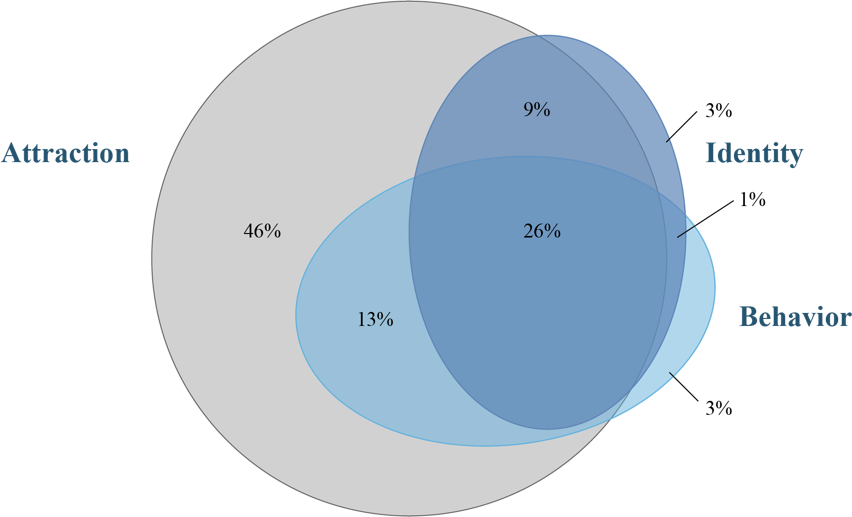 9%
3%
Attraction
Identity
1%
46%
26%
13%
Behavior
3%